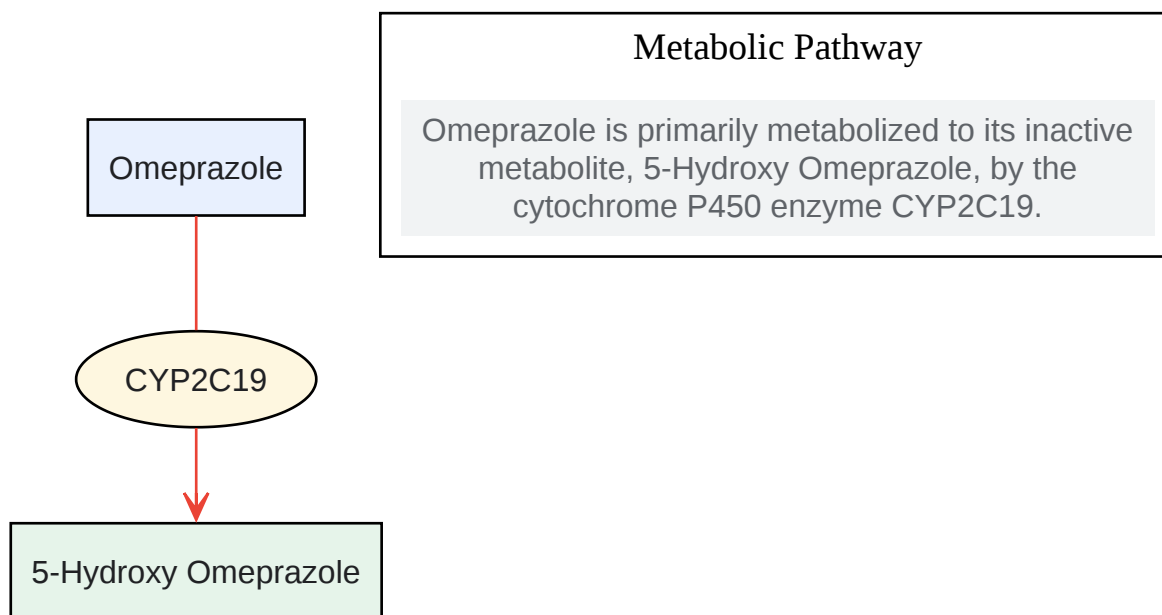 Metabolic Pathway
Omeprazole is primarily metabolized to its inactive
metabolite, 5-Hydroxy Omeprazole, by the
cytochrome P450 enzyme CYP2C19.
Omeprazole
CYP2C19
5-Hydroxy Omeprazole